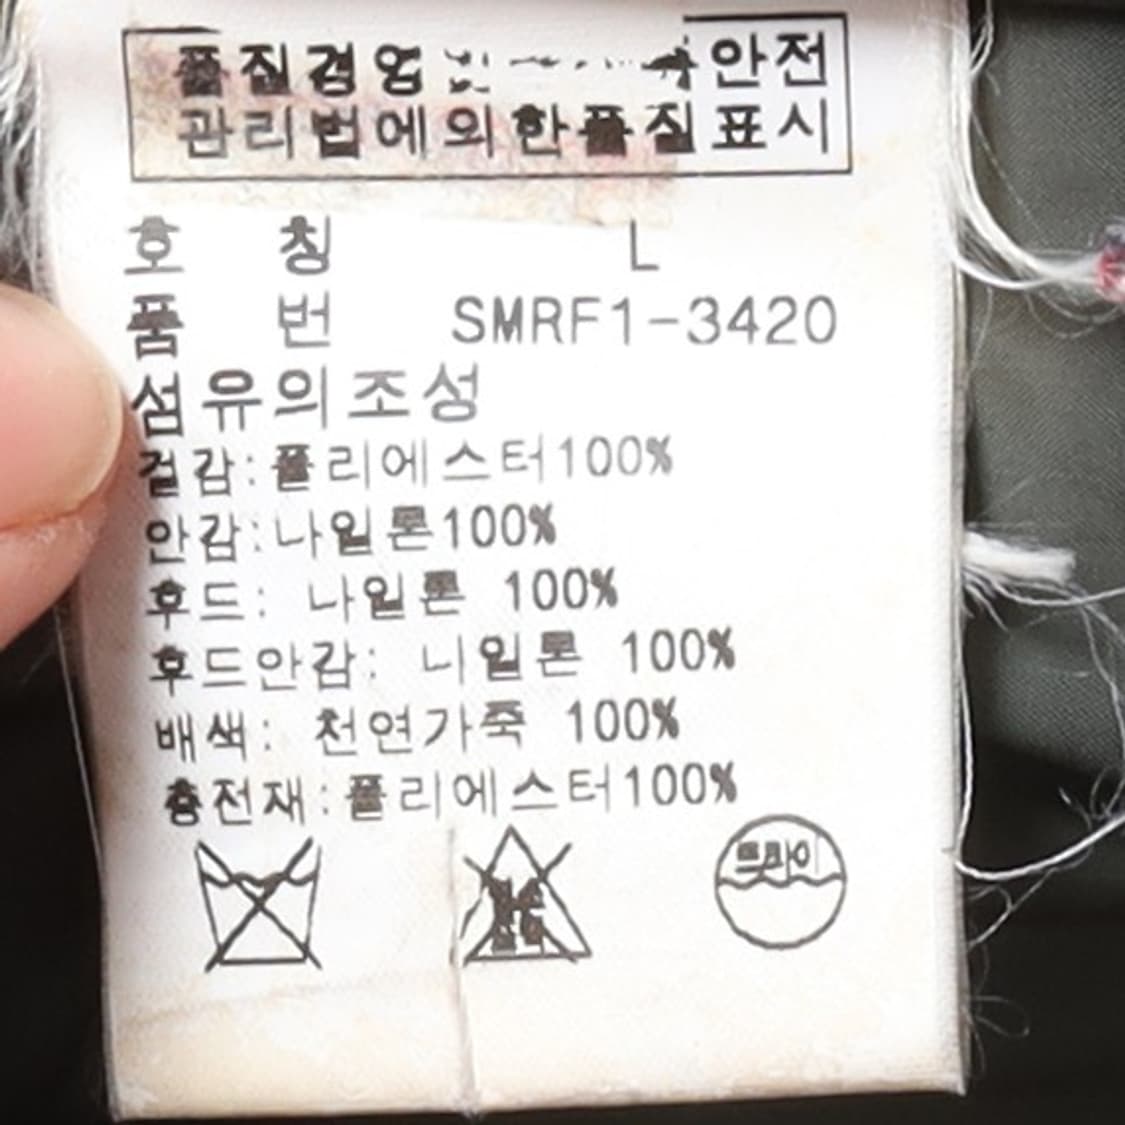 품질경영 안전
관리법에의한품질표시
호 칭 L
품 번 SMRF1-3420
섬유의조성
겉감:폴리에스터100%
안감:나일론100%
후드: 나일론 100%
후드안감: 나일론 100%
배색: 천연가죽 100%
충전재:폴리에스터100%
드라이